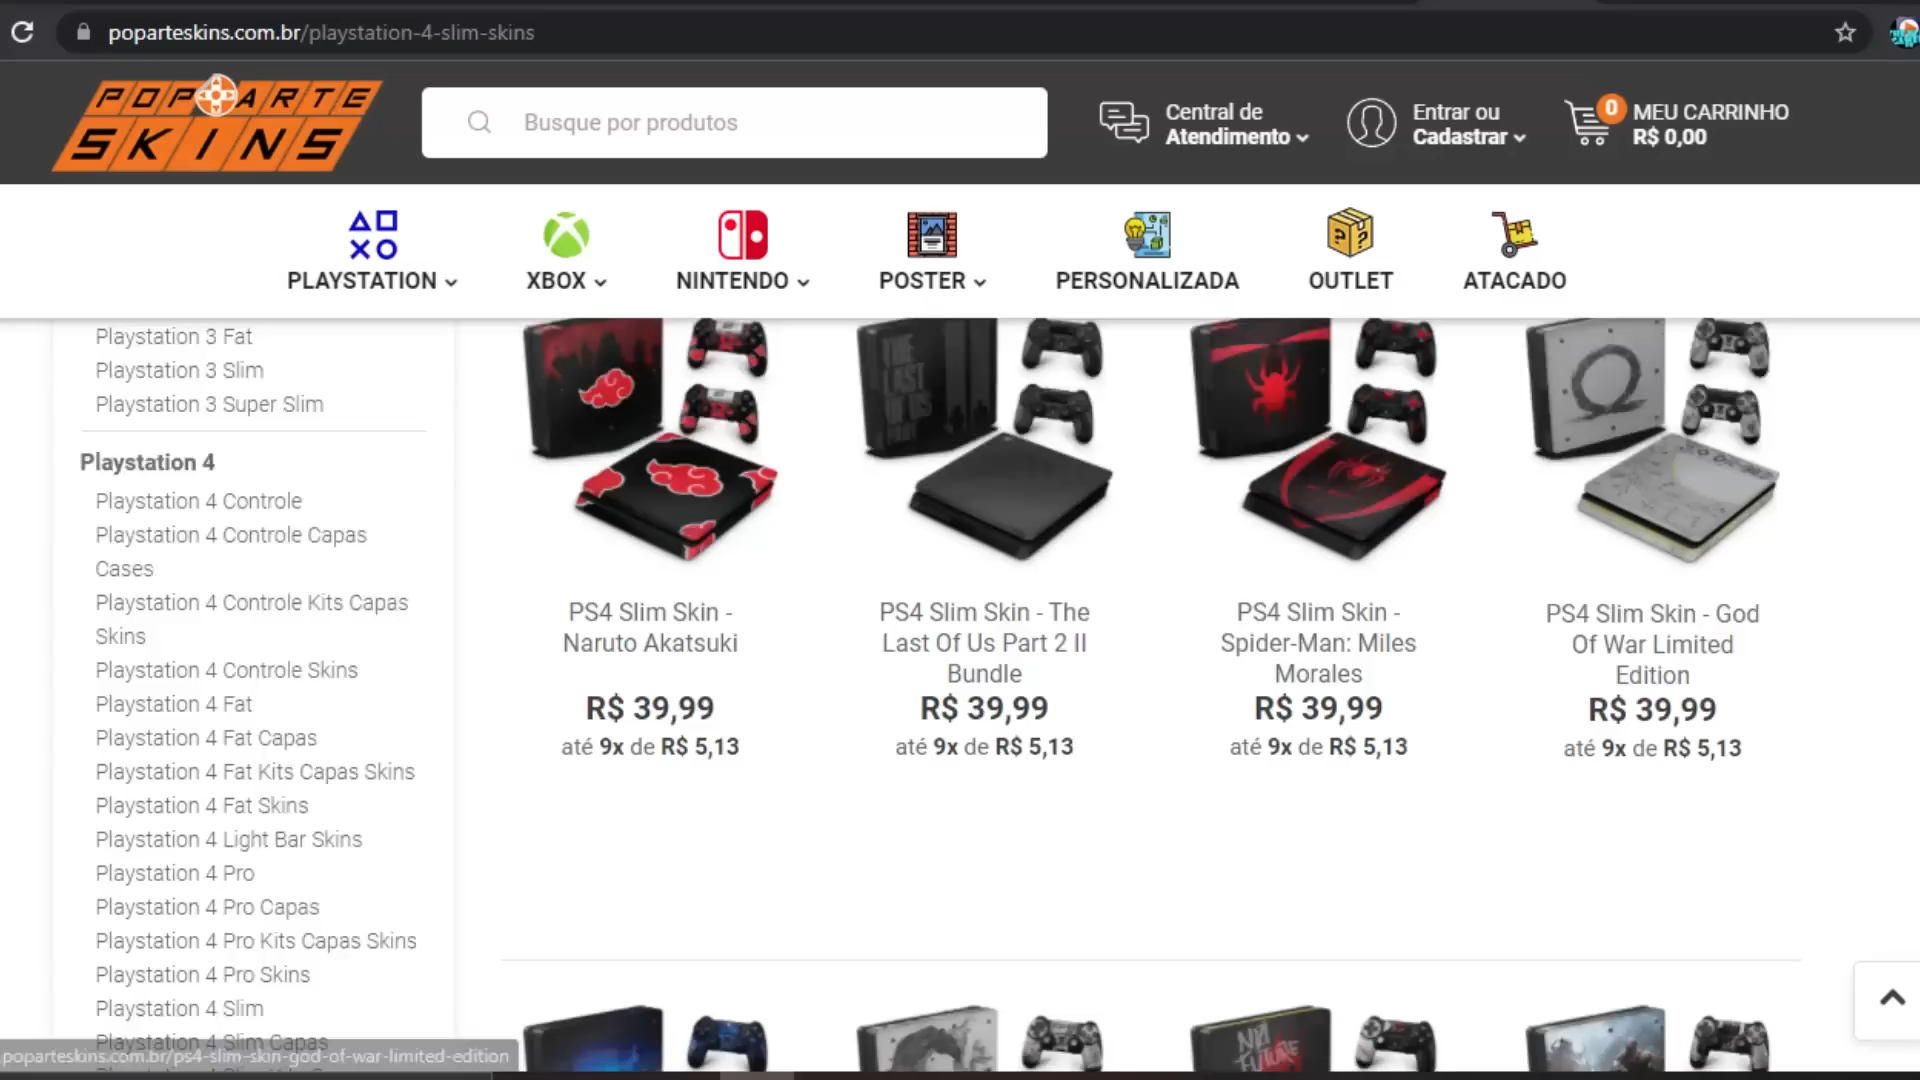 poparteskins.com.br/playstation-4-slim-skins
POP ARTE
SKINS
Busque por produtos
Central de
Atendimento
Entrar ou
Cadastrar
0
MEU CARRINHO
R$ 0,00
PLAYSTATION
XBOX
NINTENDO
POSTER
PERSONALIZADA
OUTLET
ATACADO
Playstation 3 Fat
Playstation 3 Slim
Playstation 3 Super Slim
Playstation 4
Playstation 4 Controle
Playstation 4 Controle Capas
Cases
Playstation 4 Controle Kits Capas
Skins
Playstation 4 Controle Skins
Playstation 4 Fat
Playstation 4 Fat Capas
Playstation 4 Fat Kits Capas Skins
Playstation 4 Fat Skins
Playstation 4 Light Bar Skins
Playstation 4 Pro
Playstation 4 Pro Capas
Playstation 4 Pro Kits Capas Skins
Playstation 4 Pro Skins
Playstation 4 Slim
Playstation 4 Slim Capas
poparteskins.com.br/ps4-slim-skin-god-of-war-limited-edition
PS4 Slim Skin -
Naruto Akatsuki
R$ 39,99
até 9x de R$ 5,13
THE
LAST
OF US
PS4 Slim Skin - The
Last Of Us Part 2 II
Bundle
R$ 39,99
até 9x de R$ 5,13
PS4 Slim Skin -
Spider-Man: Miles
Morales
R$ 39,99
até 9x de R$ 5,13
PS4 Slim Skin - God
Of War Limited
Edition
R$ 39,99
até 9x de R$ 5,13
NO
FUTURE